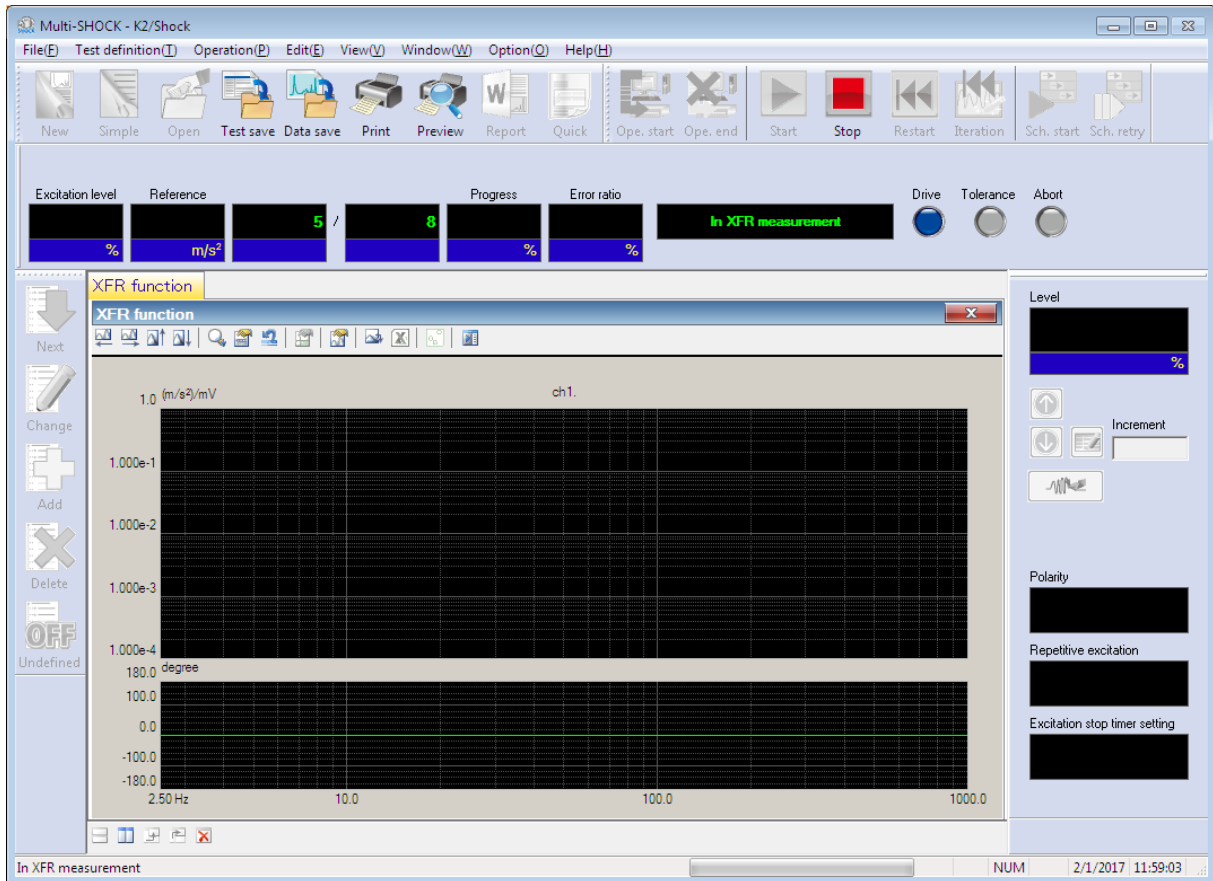 Multi-SHOCK - K2/Shock
File(F) Test definition(T) Operation(P) Edit(E) View(V) Window(W) Option(O) Help(H)
New Simple Open Test save Data save Print Preview Report Quick Ope. start Ope. end Start Stop Restart Iteration Sch. start Sch. retry
Excitation level Reference Progress Error ratio Drive Tolerance Abort
5 / 8 In XFR measurement
% m/s² % %
XFR function
XFR function
Next
Change
Add
Delete
OFF
Undefined
(m/s²)/mV ch1.
1.0
1.000e-1
1.000e-2
1.000e-3
1.000e-4
degree
180.0
100.0
0.0
-100.0
-180.0
2.50 Hz 10.0 100.0 1000.0
Level
%
Increment
Polarity
Repetitive excitation
Excitation stop timer setting
In XFR measurement NUM 2/1/2017 11:59:03